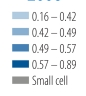 0.16 – 0.42
0.42 – 0.49
0.49 – 0.57
0.57 – 0.89
Small cell